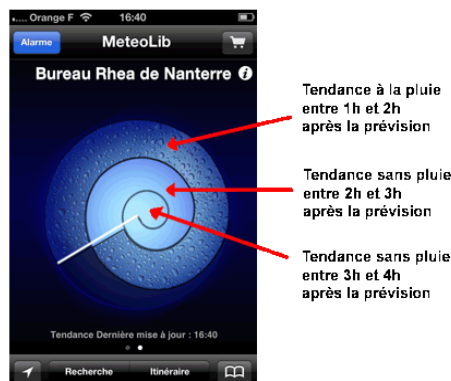 ..... Orange F 16:40
Alarme
MeteoLib
Bureau Rhea de Nanterre i
Tendance à la pluie
entre 1h et 2h
après la prévision
Tendance sans pluie
entre 2h et 3h
après la prévision
Tendance sans pluie
entre 3h et 4h
après la prévision
Tendance Dernière mise à jour : 16:40
Recherche
Itinéraire